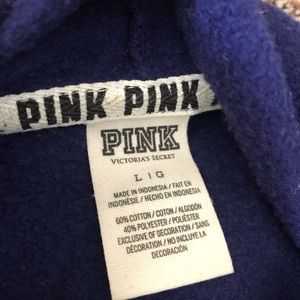 PINK PINK
PINK
VICTORIA'S SECRET
L | G
MADE IN INDONESIA / FAIT EN
INDONÉSIE / HECHO EN INDONESIA
60% COTTON / COTON / ALGODÓN
40% POLYESTER / POLIÉSTER
EXCLUSIVE OF DECORATION / SANS
DÉCORATION / NO INCLUYE LA
DECORACIÓN